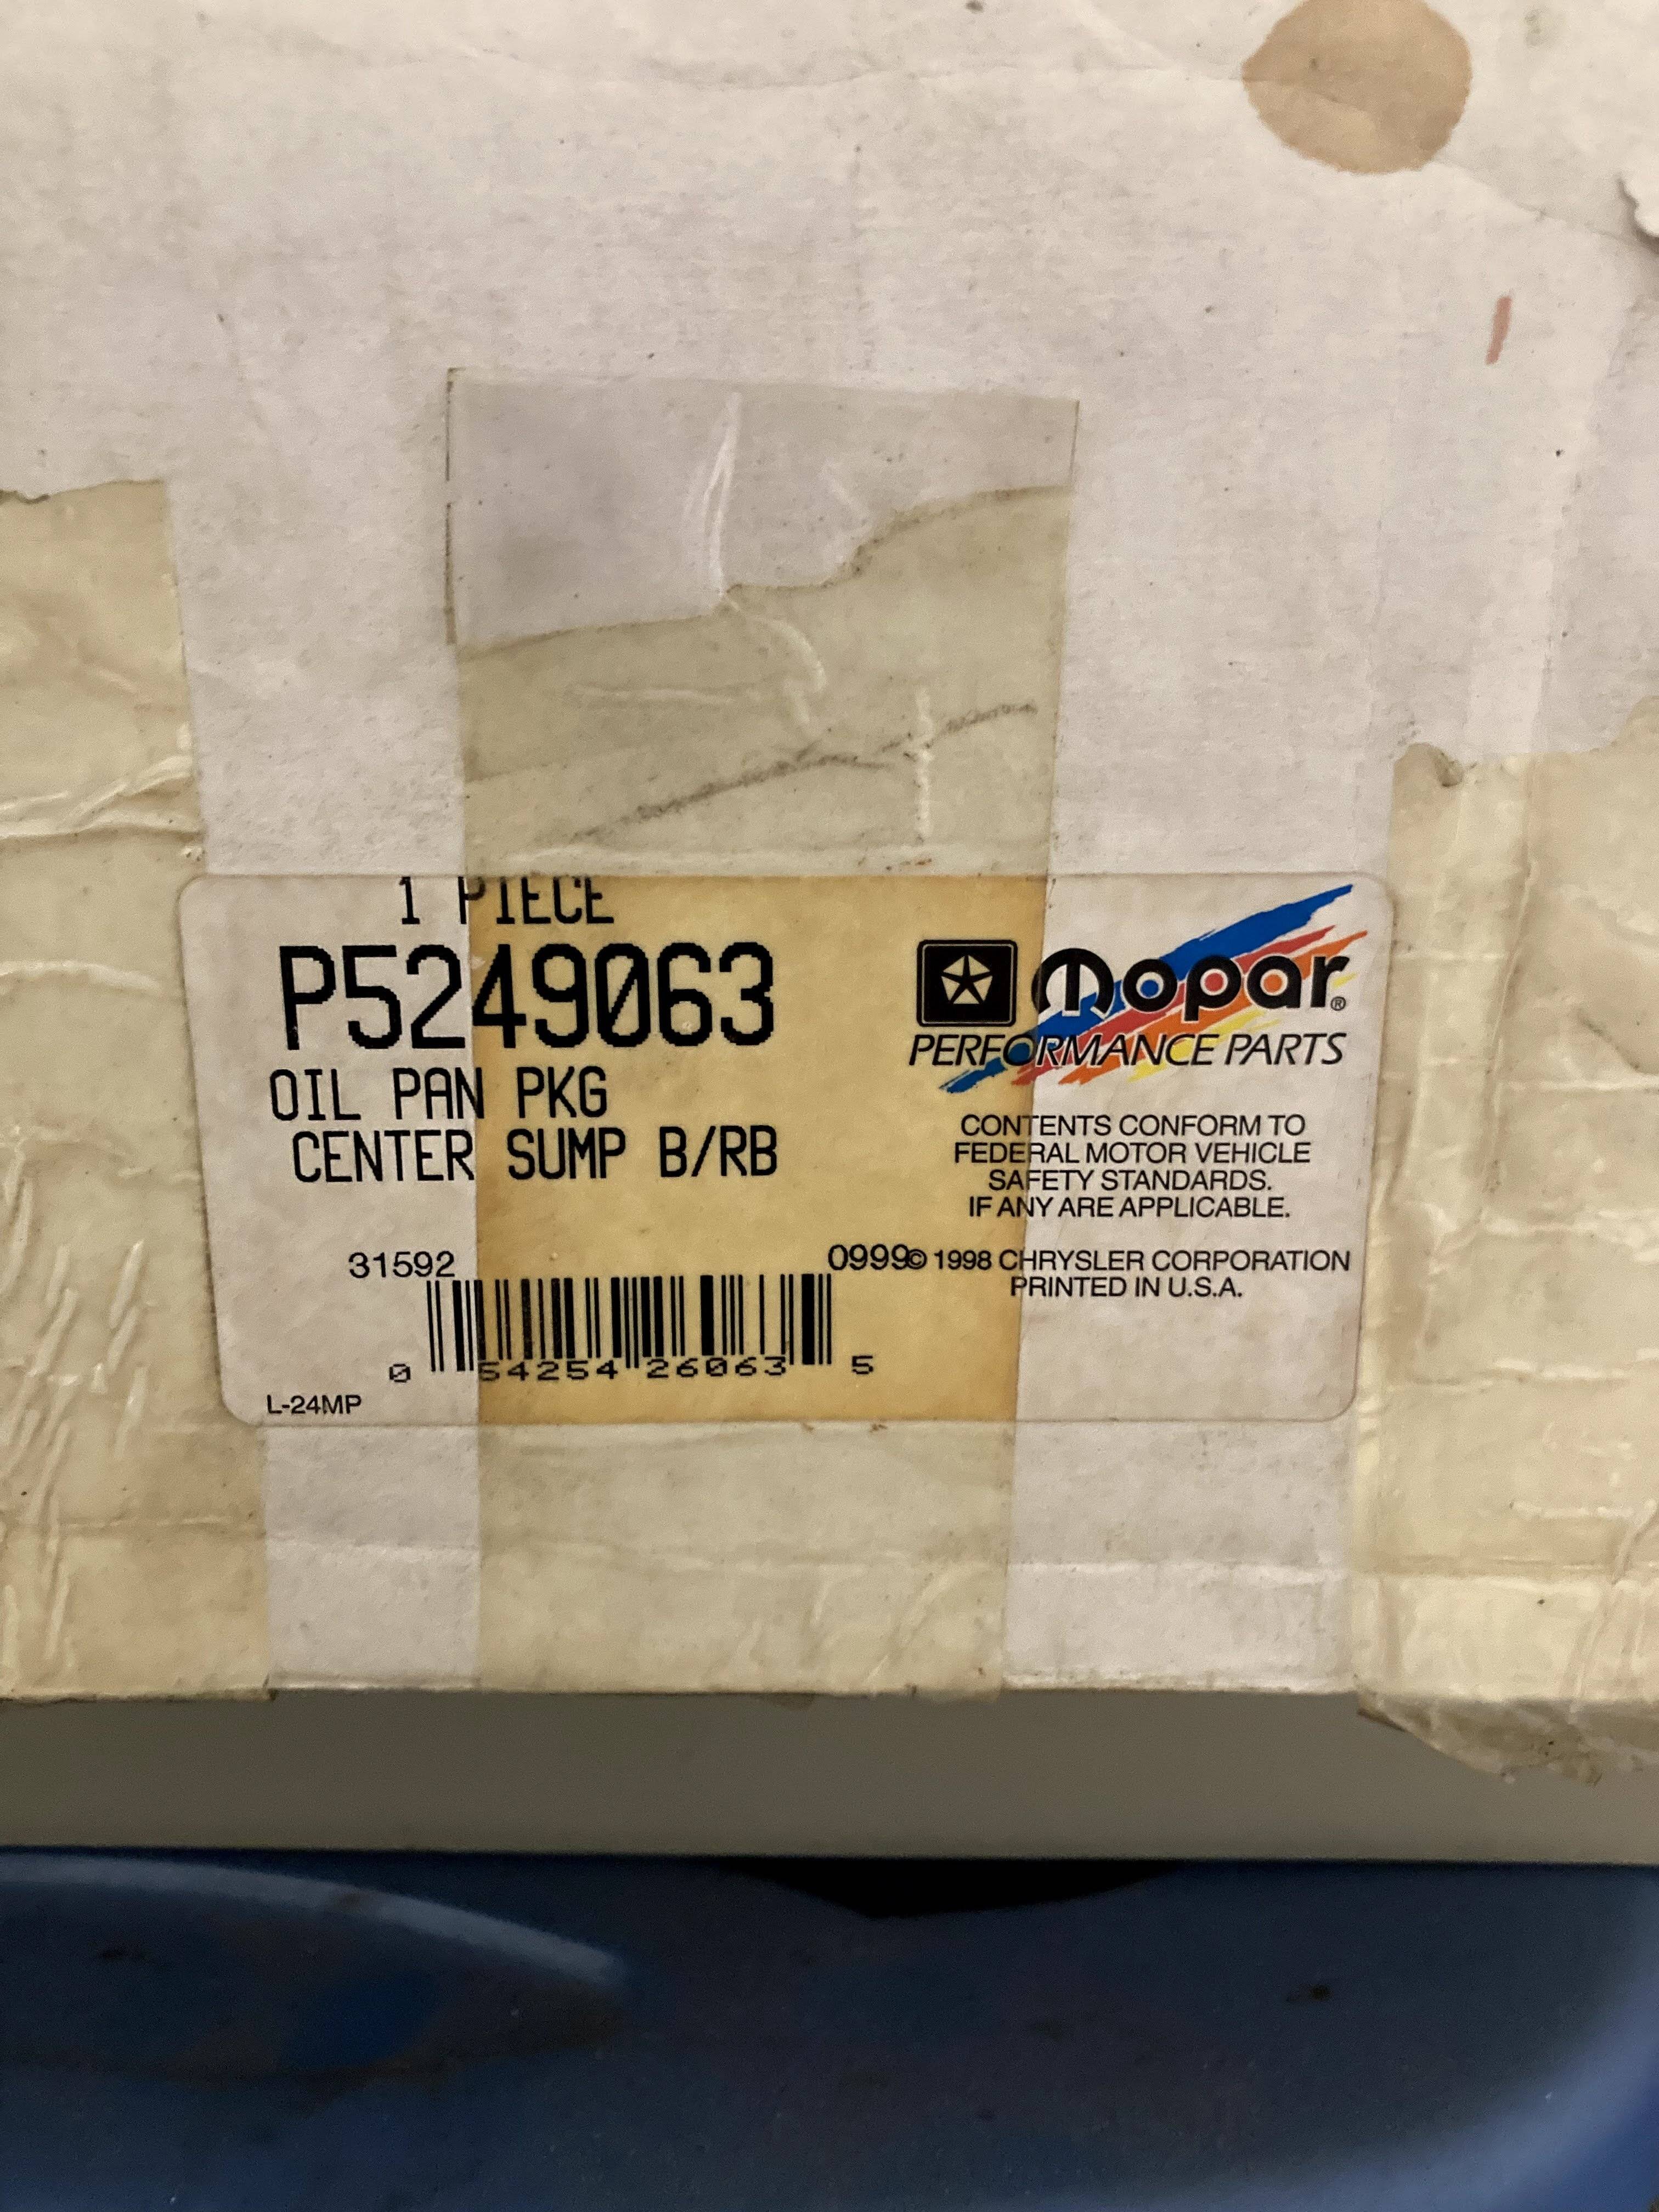 1 PIECE
P5249063
OIL PAN PKG
CENTER SUMP B/RB
31592
0999
0 54254 26063 5
L-24MP
Mopar®
PERFORMANCE PARTS
CONTENTS CONFORM TO
FEDERAL MOTOR VEHICLE
SAFETY STANDARDS.
IF ANY ARE APPLICABLE.
© 1998 CHRYSLER CORPORATION
PRINTED IN U.S.A.